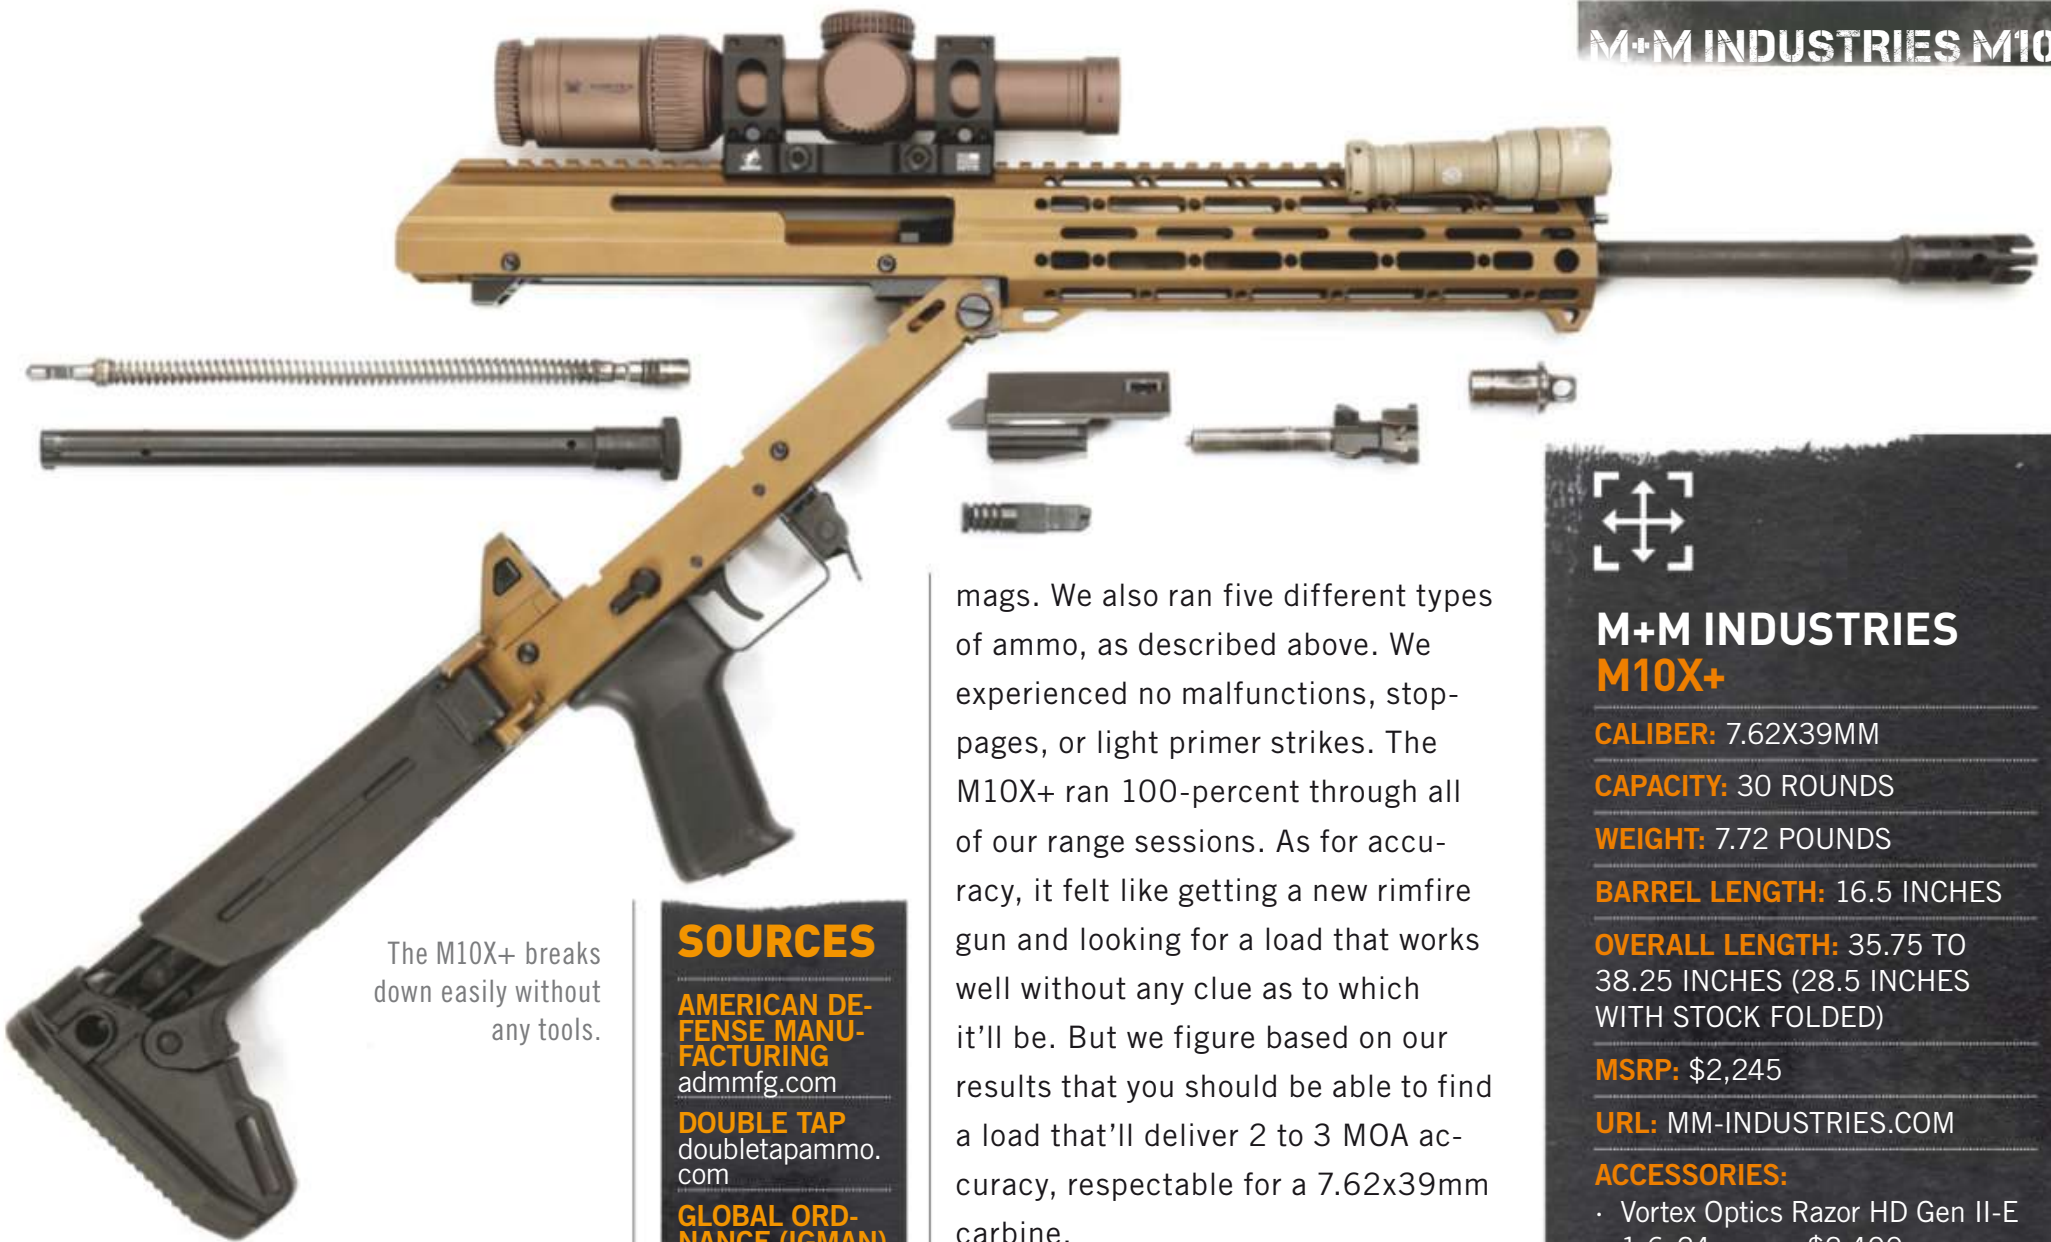 M+M INDUSTRIES M10
The M10X+ breaks
down easily without
any tools.
SOURCES
AMERICAN DE-
FENSE MANU-
FACTURING
admmfg.com
DOUBLE TAP
doubletapammo.
com
GLOBAL ORD-
NANCE (IGMAN)
mags. We also ran five different types
of ammo, as described above. We
experienced no malfunctions, stop-
pages, or light primer strikes. The
M10X+ ran 100-percent through all
of our range sessions. As for accu-
racy, it felt like getting a new rimfire
gun and looking for a load that works
well without any clue as to which
it'll be. But we figure based on our
results that you should be able to find
a load that'll deliver 2 to 3 MOA ac-
curacy, respectable for a 7.62x39mm
carbine.
M+M INDUSTRIES
M10X+
CALIBER: 7.62X39MM
CAPACITY: 30 ROUNDS
WEIGHT: 7.72 POUNDS
BARREL LENGTH: 16.5 INCHES
OVERALL LENGTH: 35.75 TO
38.25 INCHES (28.5 INCHES
WITH STOCK FOLDED)
MSRP: $2,245
URL: MM-INDUSTRIES.COM
ACCESSORIES:
· Vortex Optics Razor HD Gen II-E